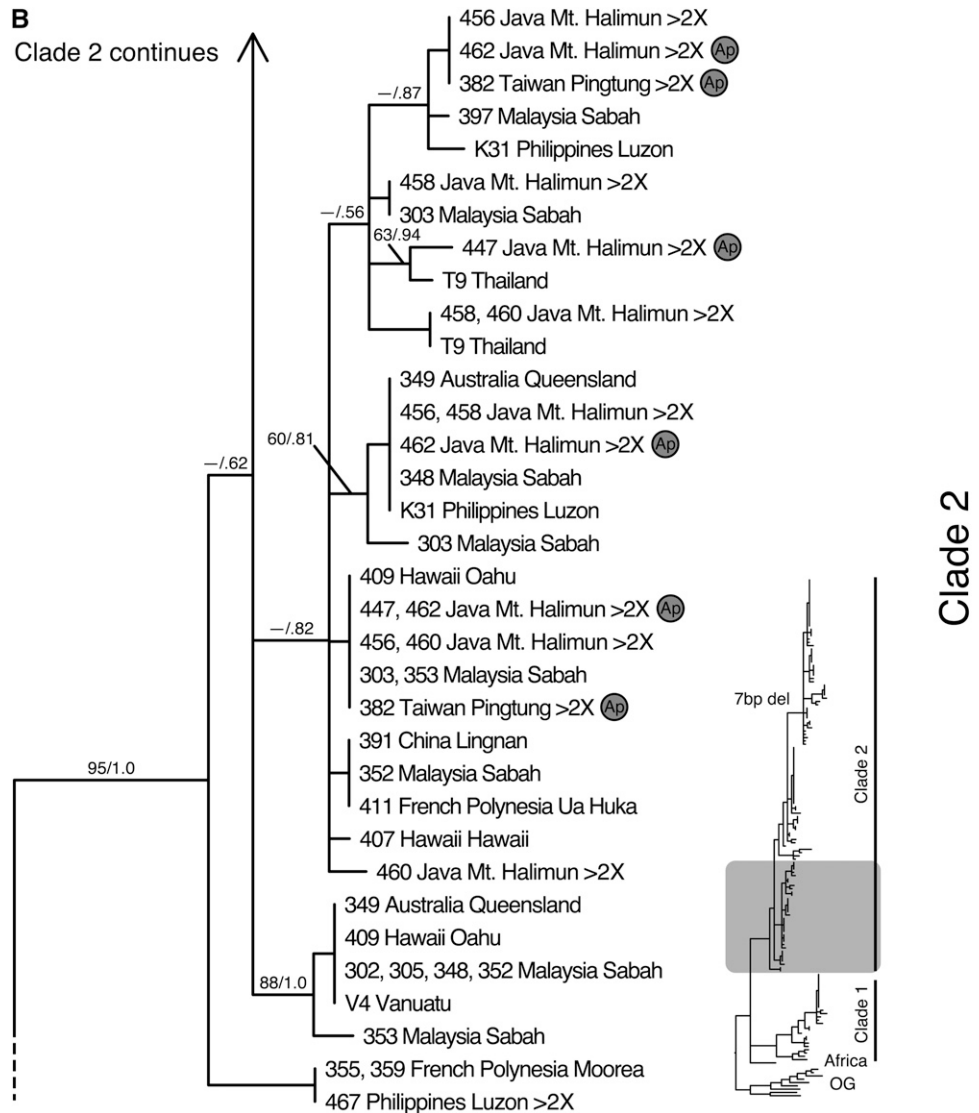 B
Clade 2 continues
456 Java Mt. Halimun >2X
462 Java Mt. Halimun >2X Ap
382 Taiwan Pingtung >2X Ap
—/.87
397 Malaysia Sabah
K31 Philippines Luzon
458 Java Mt. Halimun >2X
—/.56
303 Malaysia Sabah
63/.94
447 Java Mt. Halimun >2X Ap
T9 Thailand
458, 460 Java Mt. Halimun >2X
T9 Thailand
349 Australia Queensland
456, 458 Java Mt. Halimun >2X
60/.81
462 Java Mt. Halimun >2X Ap
—/.62
348 Malaysia Sabah
K31 Philippines Luzon
303 Malaysia Sabah
409 Hawaii Oahu
447, 462 Java Mt. Halimun >2X Ap
—/.82
456, 460 Java Mt. Halimun >2X
303, 353 Malaysia Sabah
382 Taiwan Pingtung >2X Ap
391 China Lingnan
352 Malaysia Sabah
95/1.0
411 French Polynesia Ua Huka
407 Hawaii Hawaii
460 Java Mt. Halimun >2X
349 Australia Queensland
409 Hawaii Oahu
302, 305, 348, 352 Malaysia Sabah
88/1.0
V4 Vanuatu
353 Malaysia Sabah
355, 359 French Polynesia Moorea
467 Philippines Luzon >2X
7bp del
Clade 2
Clade 1
Africa
OG
Clade 2